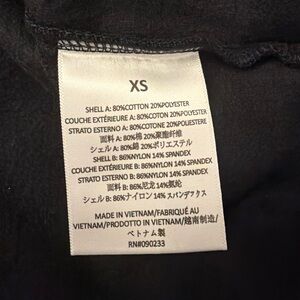 XS
SHELL A: 80%COTTON 20%POLYESTER
COUCHE EXTÉRIEURE A: 80%COTON 20%POLYESTER
STRATO ESTERNO A: 80%COTONE 20%POLIESTERE
面料 A: 80%棉 20%聚酯纤维
シェル A: 80%綿 20%ポリエステル
SHELL B: 86%NYLON 14% SPANDEX
COUCHE EXTÉRIEURE B: 86%NYLON 14% SPANDEX
STRATO ESTERNO B: 86%NYLON 14% SPANDEX
面料 B: 86%尼龙 14%氨纶
シェル B: 86%ナイロン 14% スパンデックス
MADE IN VIETNAM/FABRIQUÉ AU
VIETNAM/PRODOTTO IN VIETNAM/越南制造/
ベトナム製
RN#090233